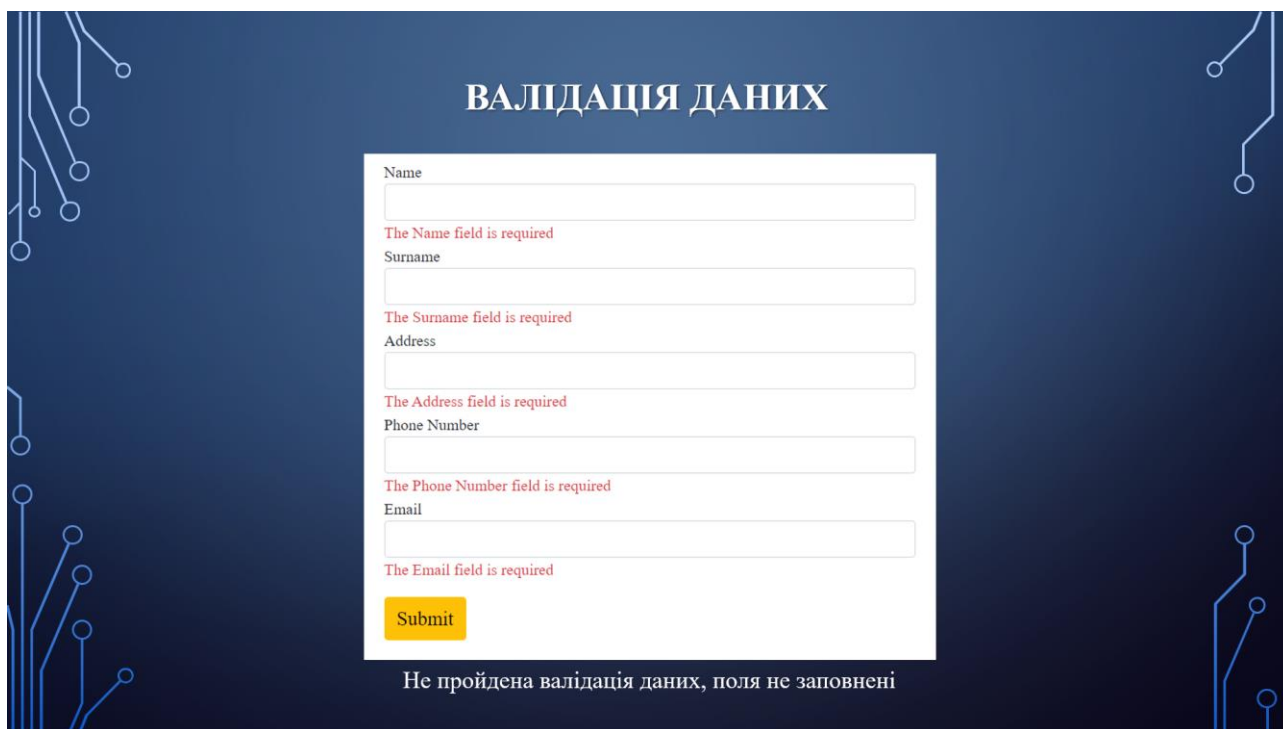 ВАЛІДАЦІЯ ДАНИХ
Name
The Name field is required
Surname
The Surname field is required
Address
The Address field is required
Phone Number
The Phone Number field is required
Email
The Email field is required
Submit
Не пройдена валідація даних, поля не заповнені